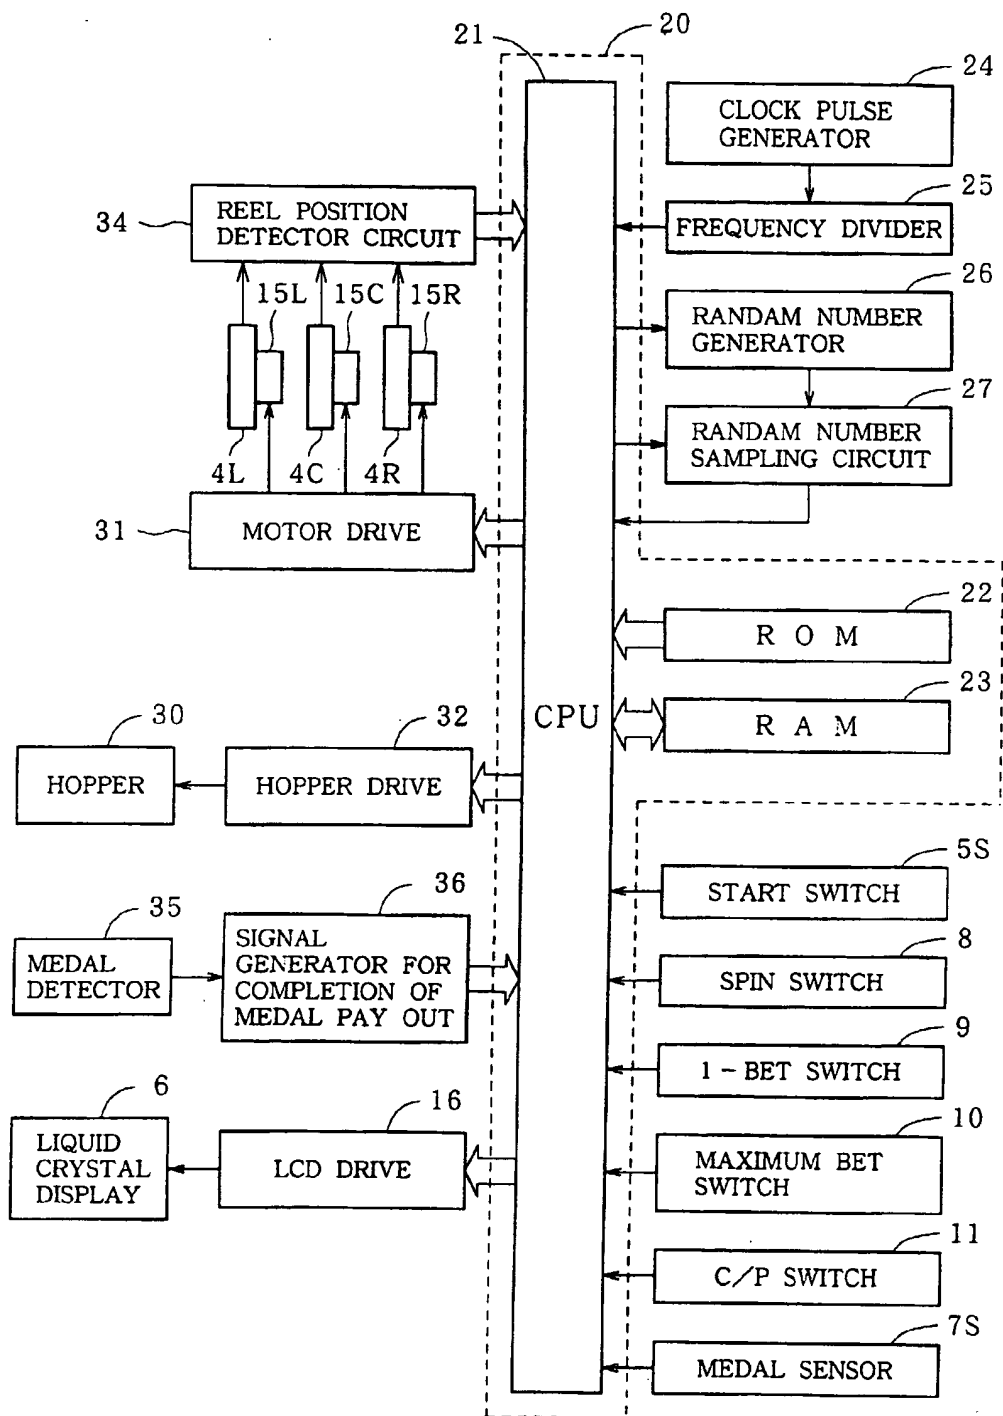 20
21
24
CLOCK PULSE
GENERATOR
25
FREQUENCY DIVIDER
34
REEL POSITION
DETECTOR CIRCUIT
26
RANDAM NUMBER
GENERATOR
15L
15C
15R
27
RANDAM NUMBER
SAMPLING CIRCUIT
4L
4C
4R
31
MOTOR DRIVE
22
ROM
23
RAM
CPU
30
HOPPER
32
HOPPER DRIVE
5S
START SWITCH
35
MEDAL
DETECTOR
36
SIGNAL
GENERATOR FOR
COMPLETION OF
MEDAL PAY OUT
8
SPIN SWITCH
9
1-BET SWITCH
6
LIQUID
CRYSTAL
DISPLAY
16
LCD DRIVE
10
MAXIMUM BET
SWITCH
11
C/P SWITCH
7S
MEDAL SENSOR